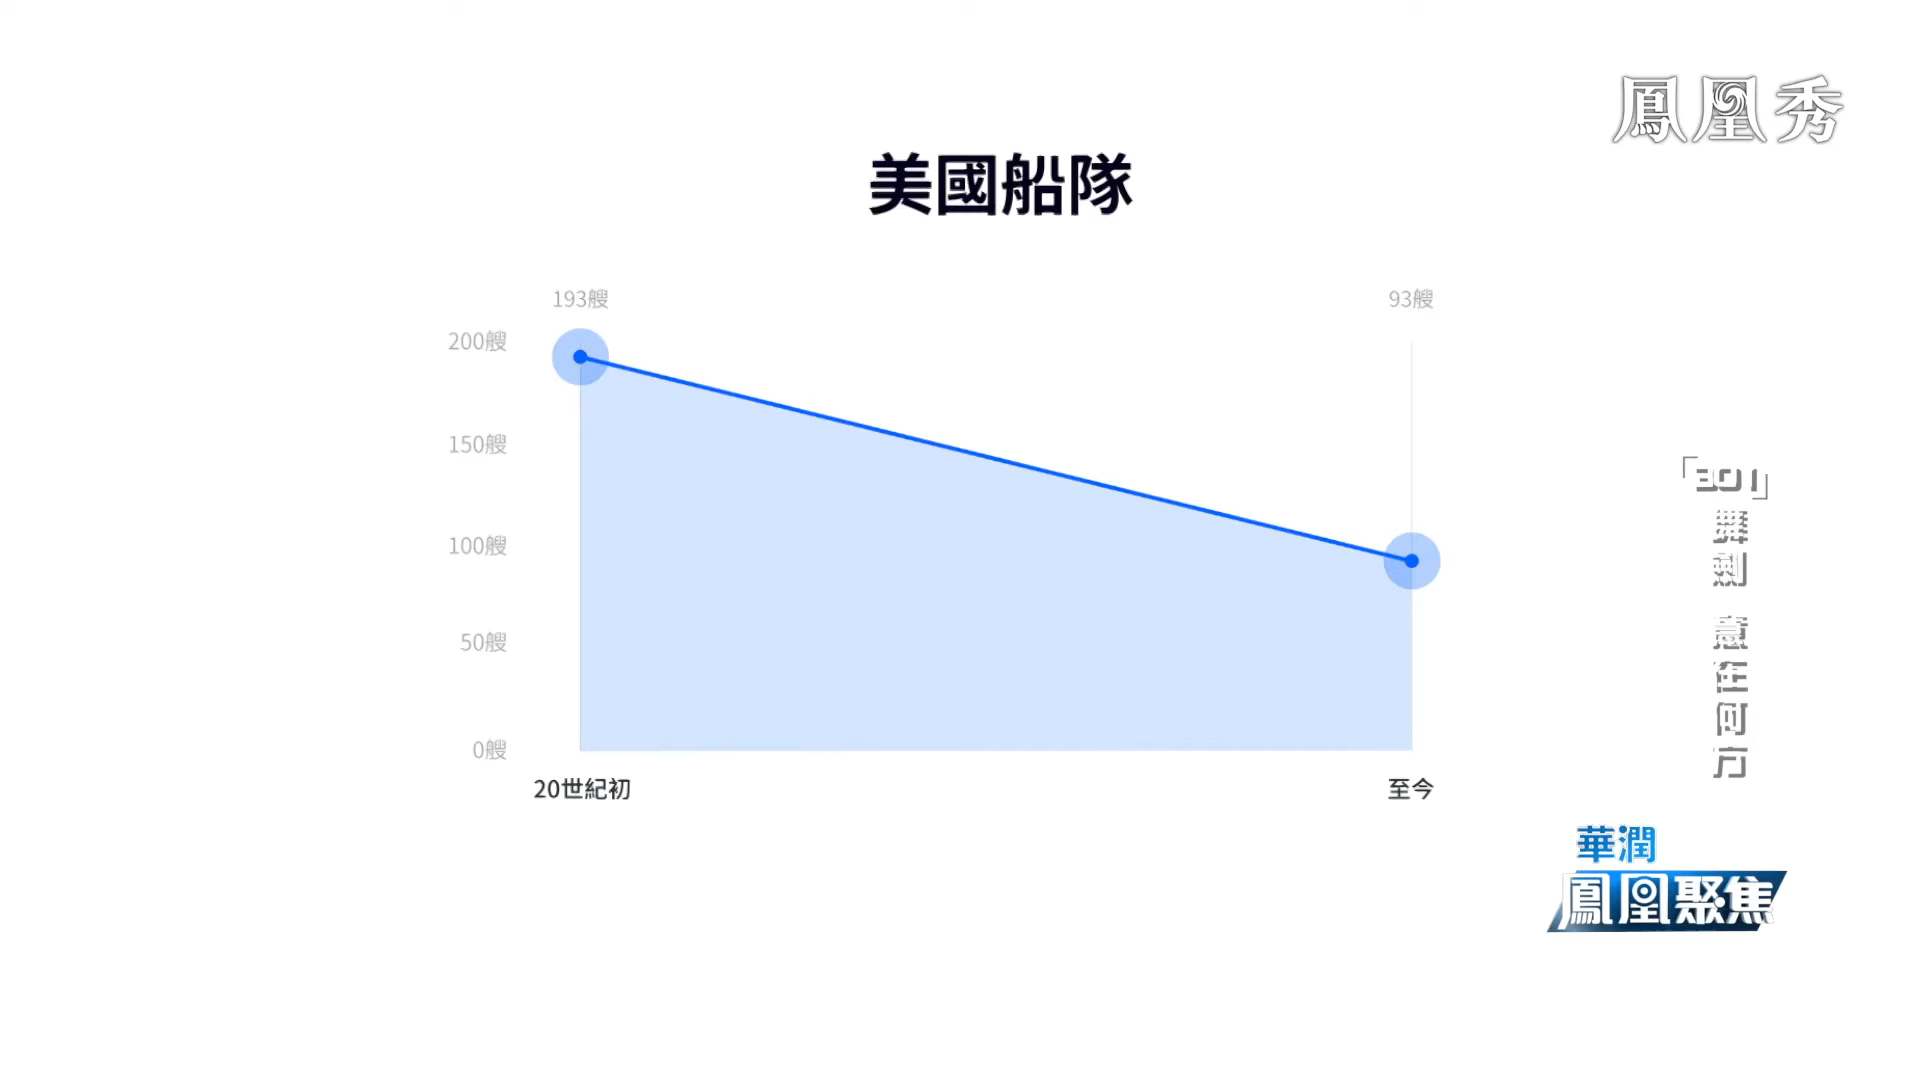 鳳凰秀
美國船隊
193艘
93艘
200艘
150艘
100艘
50艘
0艘
20世紀初
至今
「301」
舞劍 意在何方
華潤
鳳凰聚焦